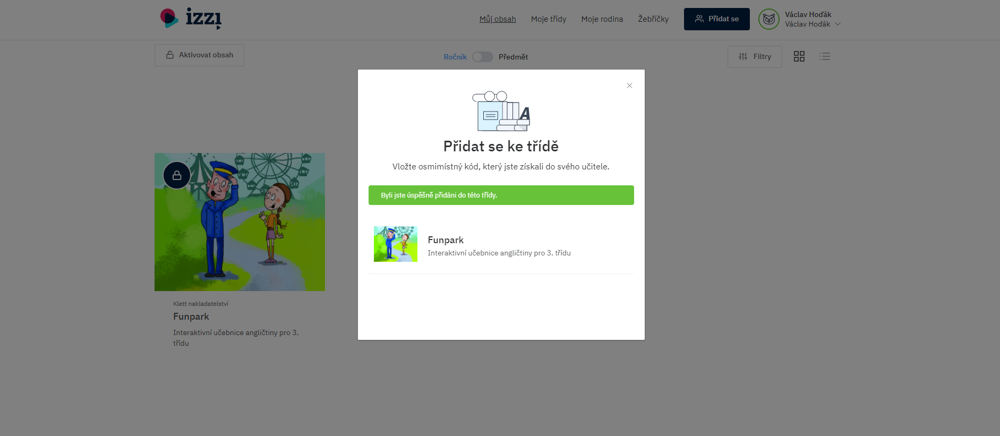 izzi
Můj obsah
Moje třídy
Moje rodina
Žebříčky
Přidat se
Václav Hoďák
Václav Hoďák
Aktivovat obsah
Ročník
Předmět
Filtry
A
Přidat se ke třídě
Vložte osmimístný kód, který jste získali do svého učitele.
Byli jste úspěšně přidáni do této třídy.
Funpark
Interaktivní učebnice angličtiny pro 3. třídu
Klett nakladatelství
Funpark
Interaktivní učebnice angličtiny pro 3.
třídu